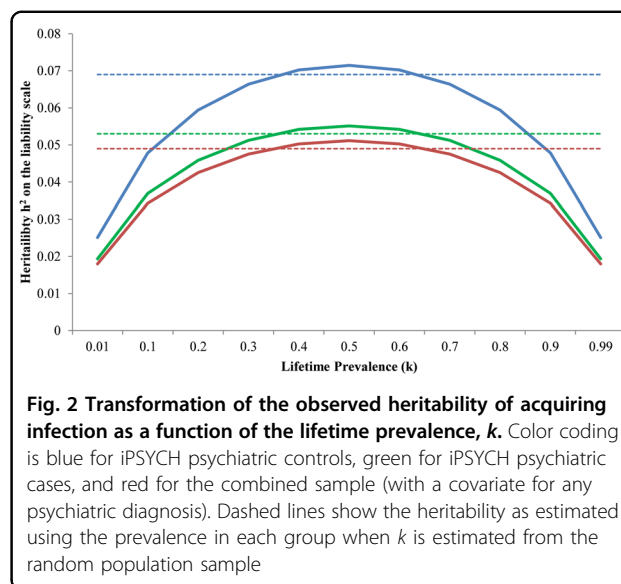 0.08
0.07
0.06
0.05
0.04
0.03
0.02
0.01
0
Heritailibty h² on the liability scale
0.01 0.1 0.2 0.3 0.4 0.5 0.6 0.7 0.8 0.9 0.99
Lifetime Prevalence (k)
Fig. 2 Transformation of the observed heritability of acquiring
infection as a function of the lifetime prevalence, k. Color coding
is blue for iPSYCH psychiatric controls, green for iPSYCH psychiatric
cases, and red for the combined sample (with a covariate for any
psychiatric diagnosis). Dashed lines show the heritability as estimated
using the prevalence in each group when k is estimated from the
random population sample